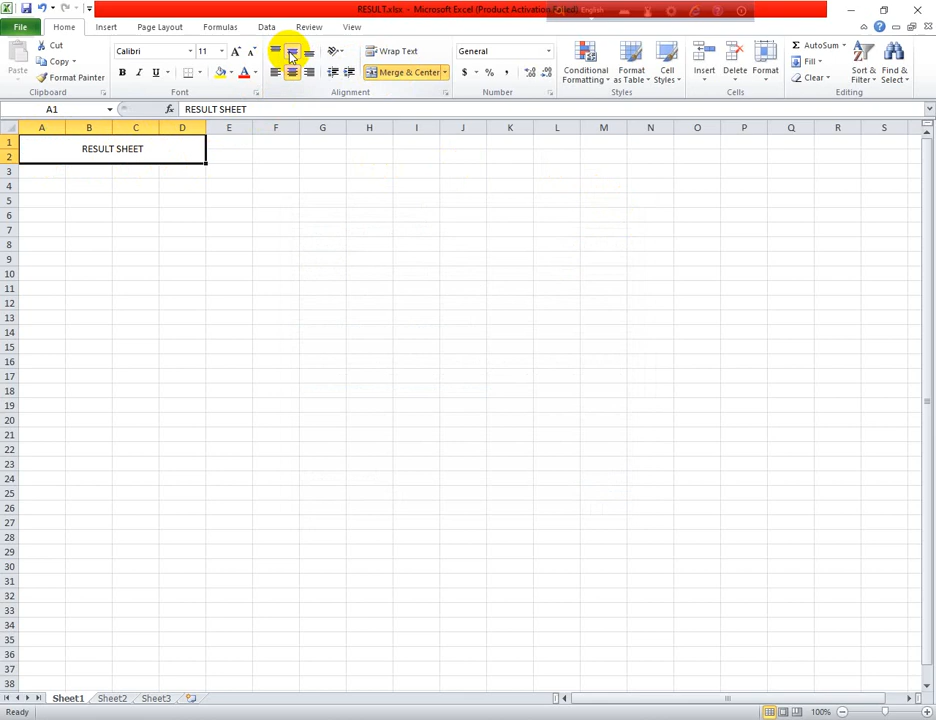 RESULT.xlsx - Microsoft Excel (Product Activation Failed)
English
File Home Insert Page Layout Formulas Data Review View
Paste
Cut
Copy
Format Painter
Clipboard
Calibri 11
B I U
Font
Wrap Text
Merge & Center
Alignment
General
$ % ,
Number
Conditional Formatting
Format as Table
Cell Styles
Styles
Insert Delete Format
Cells
AutoSum
Fill
Clear
Sort & Filter
Find & Select
Editing
A1 fx RESULT SHEET
A B C D E F G H I J K L M N O P Q R S
1 RESULT SHEET
2
3
4
5
6
7
8
9
10
11
12
13
14
15
16
17
18
19
20
21
22
23
24
25
26
27
28
29
30
31
32
33
34
35
36
37
38
Sheet1 Sheet2 Sheet3
Ready 100%